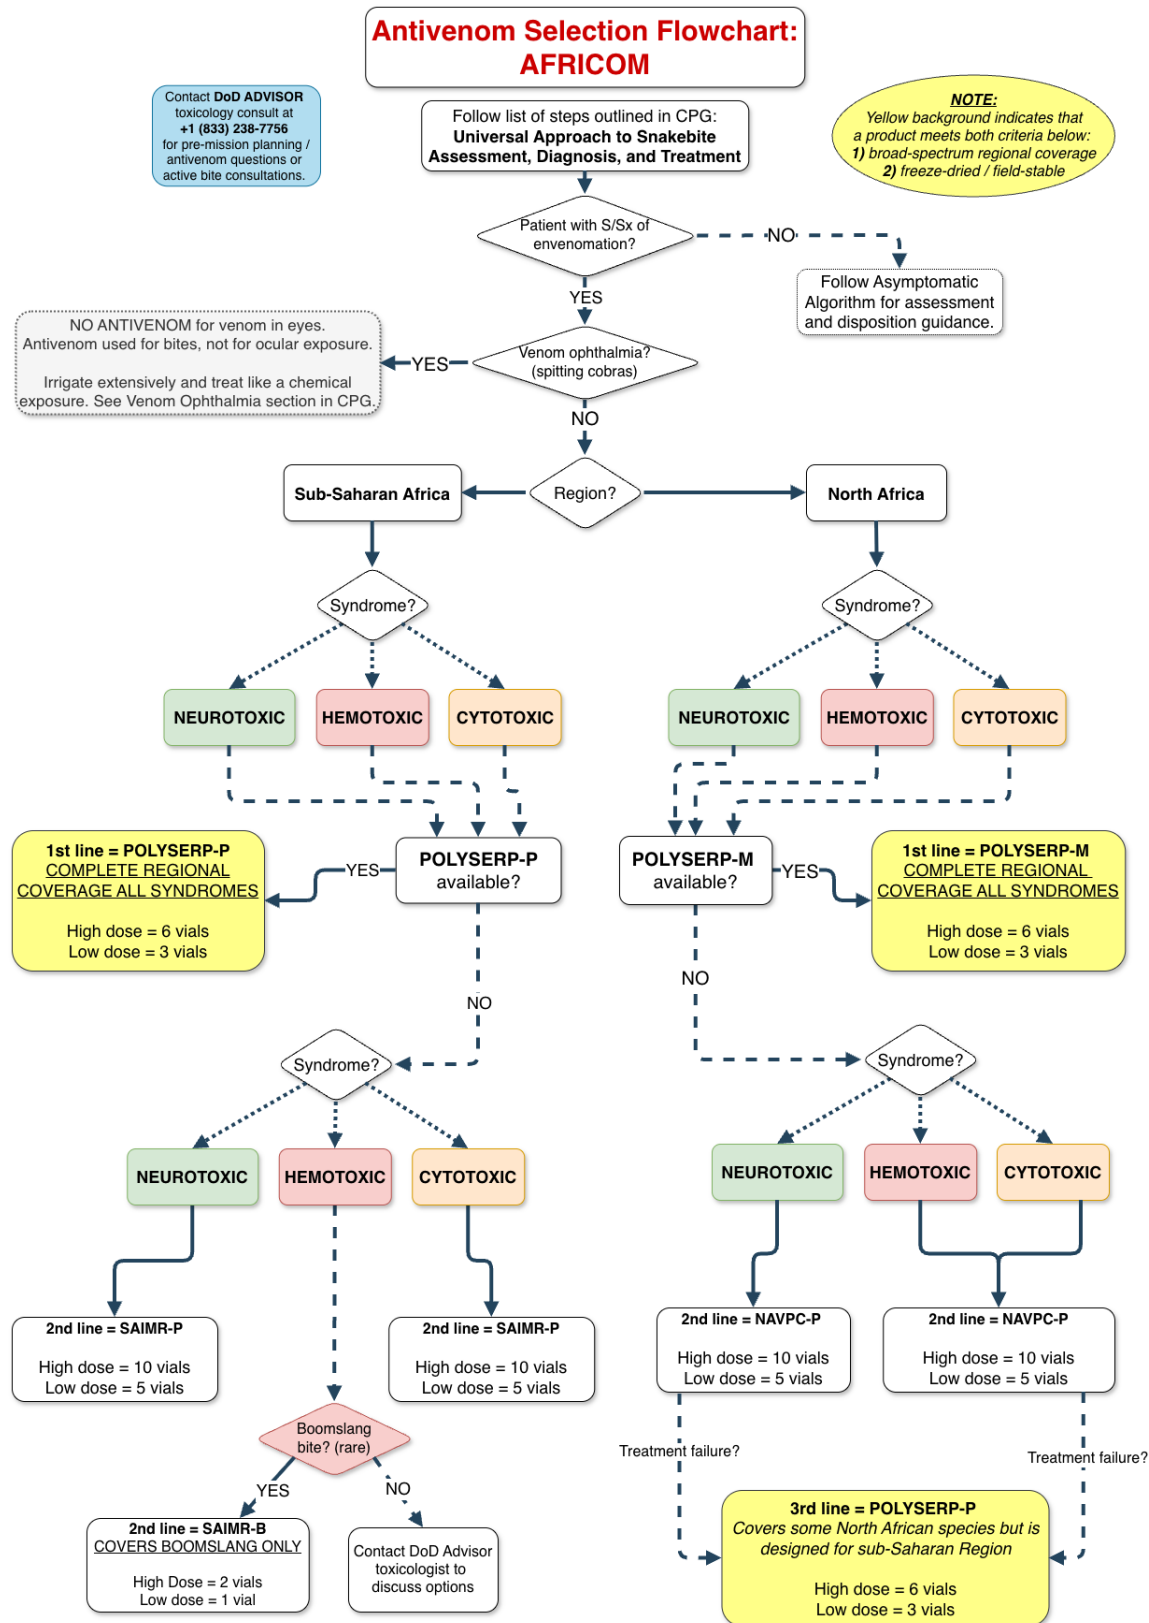 Antivenom Selection Flowchart:
AFRICOM
Contact DoD ADVISOR
toxicology consult at
+1 (833) 238-7756
for pre-mission planning /
antivenom questions or
active bite consultations.
Follow list of steps outlined in CPG:
Universal Approach to Snakebite
Assessment, Diagnosis, and Treatment
NOTE:
Yellow background indicates that
a product meets both criteria below:
1) broad-spectrum regional coverage
2) freeze-dried / field-stable
Patient with S/Sx of
envenomation?
NO
Follow Asymptomatic
Algorithm for assessment
and disposition guidance.
YES
Venom ophthalmia?
(spitting cobras)
YES
NO ANTIVENOM for venom in eyes.
Antivenom used for bites, not for ocular exposure.
Irrigate extensively and treat like a chemical
exposure. See Venom Ophthalmia section in CPG.
NO
Region?
Sub-Saharan Africa
North Africa
Syndrome?
Syndrome?
NEUROTOXIC
HEMOTOXIC
CYTOTOXIC
NEUROTOXIC
HEMOTOXIC
CYTOTOXIC
1st line = POLYSERP-P
COMPLETE REGIONAL
COVERAGE ALL SYNDROMES
High dose = 6 vials
Low dose = 3 vials
YES
POLYSERP-P
available?
POLYSERP-M
available?
YES
1st line = POLYSERP-M
COMPLETE REGIONAL
COVERAGE ALL SYNDROMES
High dose = 6 vials
Low dose = 3 vials
NO
NO
Syndrome?
Syndrome?
NEUROTOXIC
HEMOTOXIC
CYTOTOXIC
NEUROTOXIC
HEMOTOXIC
CYTOTOXIC
2nd line = SAIMR-P
High dose = 10 vials
Low dose = 5 vials
2nd line = SAIMR-P
High dose = 10 vials
Low dose = 5 vials
2nd line = NAVPC-P
High dose = 10 vials
Low dose = 5 vials
2nd line = NAVPC-P
High dose = 10 vials
Low dose = 5 vials
Boomslang
bite? (rare)
YES
NO
2nd line = SAIMR-B
COVERS BOOMSLANG ONLY
High Dose = 2 vials
Low dose = 1 vial
Contact DoD Advisor
toxicologist to
discuss options
Treatment failure?
Treatment failure?
3rd line = POLYSERP-P
Covers some North African species but is
designed for sub-Saharan Region
High dose = 6 vials
Low dose = 3 vials